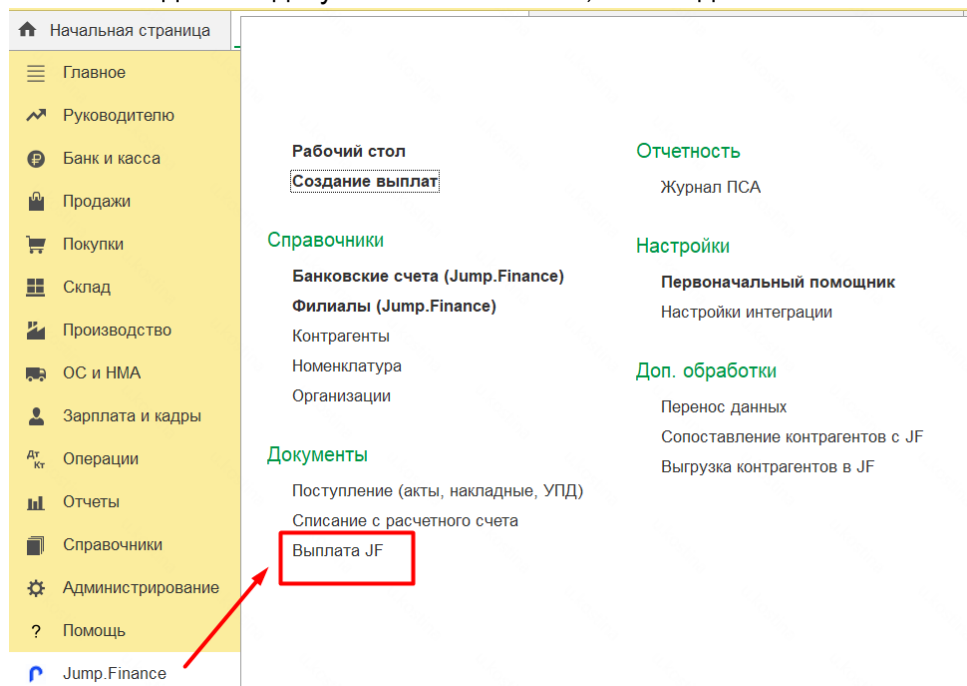 Начальная страница
Главное
Руководителю
Банк и касса
Продажи
Покупки
Склад
Производство
ОС и НМА
Зарплата и кадры
Дт Кт Операции
Отчеты
Справочники
Администрирование
? Помощь
Jump.Finance
Рабочий стол
Создание выплат
Справочники
Банковские счета (Jump.Finance)
Филиалы (Jump.Finance)
Контрагенты
Номенклатура
Организации
Документы
Поступление (акты, накладные, УПД)
Списание с расчетного счета
Выплата JF
Отчетность
Журнал ПСА
Настройки
Первоначальный помощник
Настройки интеграции
Доп. обработки
Перенос данных
Сопоставление контрагентов с JF
Выгрузка контрагентов в JF